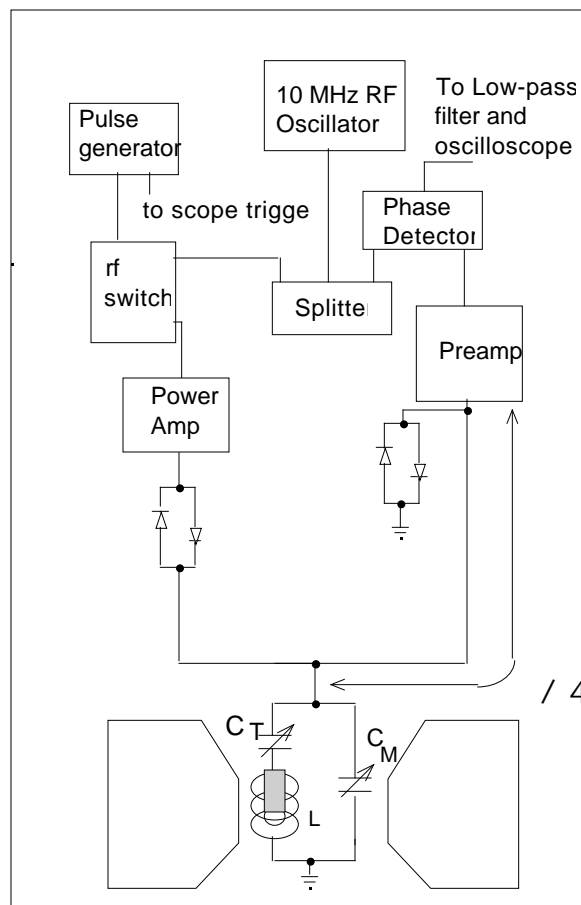 10 MHz RF
Oscillator
To Low-pass
filter and
oscilloscope
Pulse
generator
to scope trigge
Phase
Detector
rf
switch
Splitte
Preamp
Power
Amp
/ 4
C T
C M
L